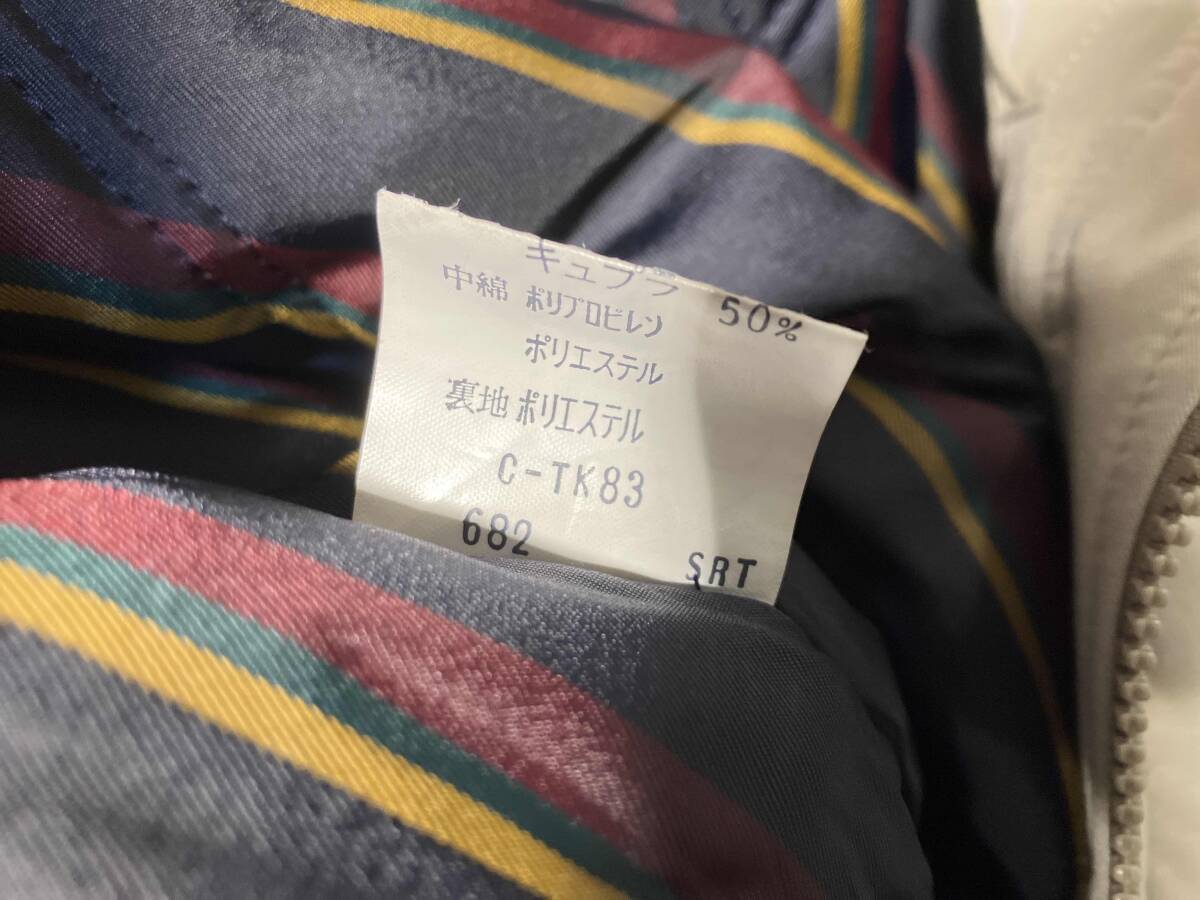 キュプラ 50%
中綿 ポリプロピレン
ポリエステル
裏地 ポリエステル
C-TK83
682 SRT